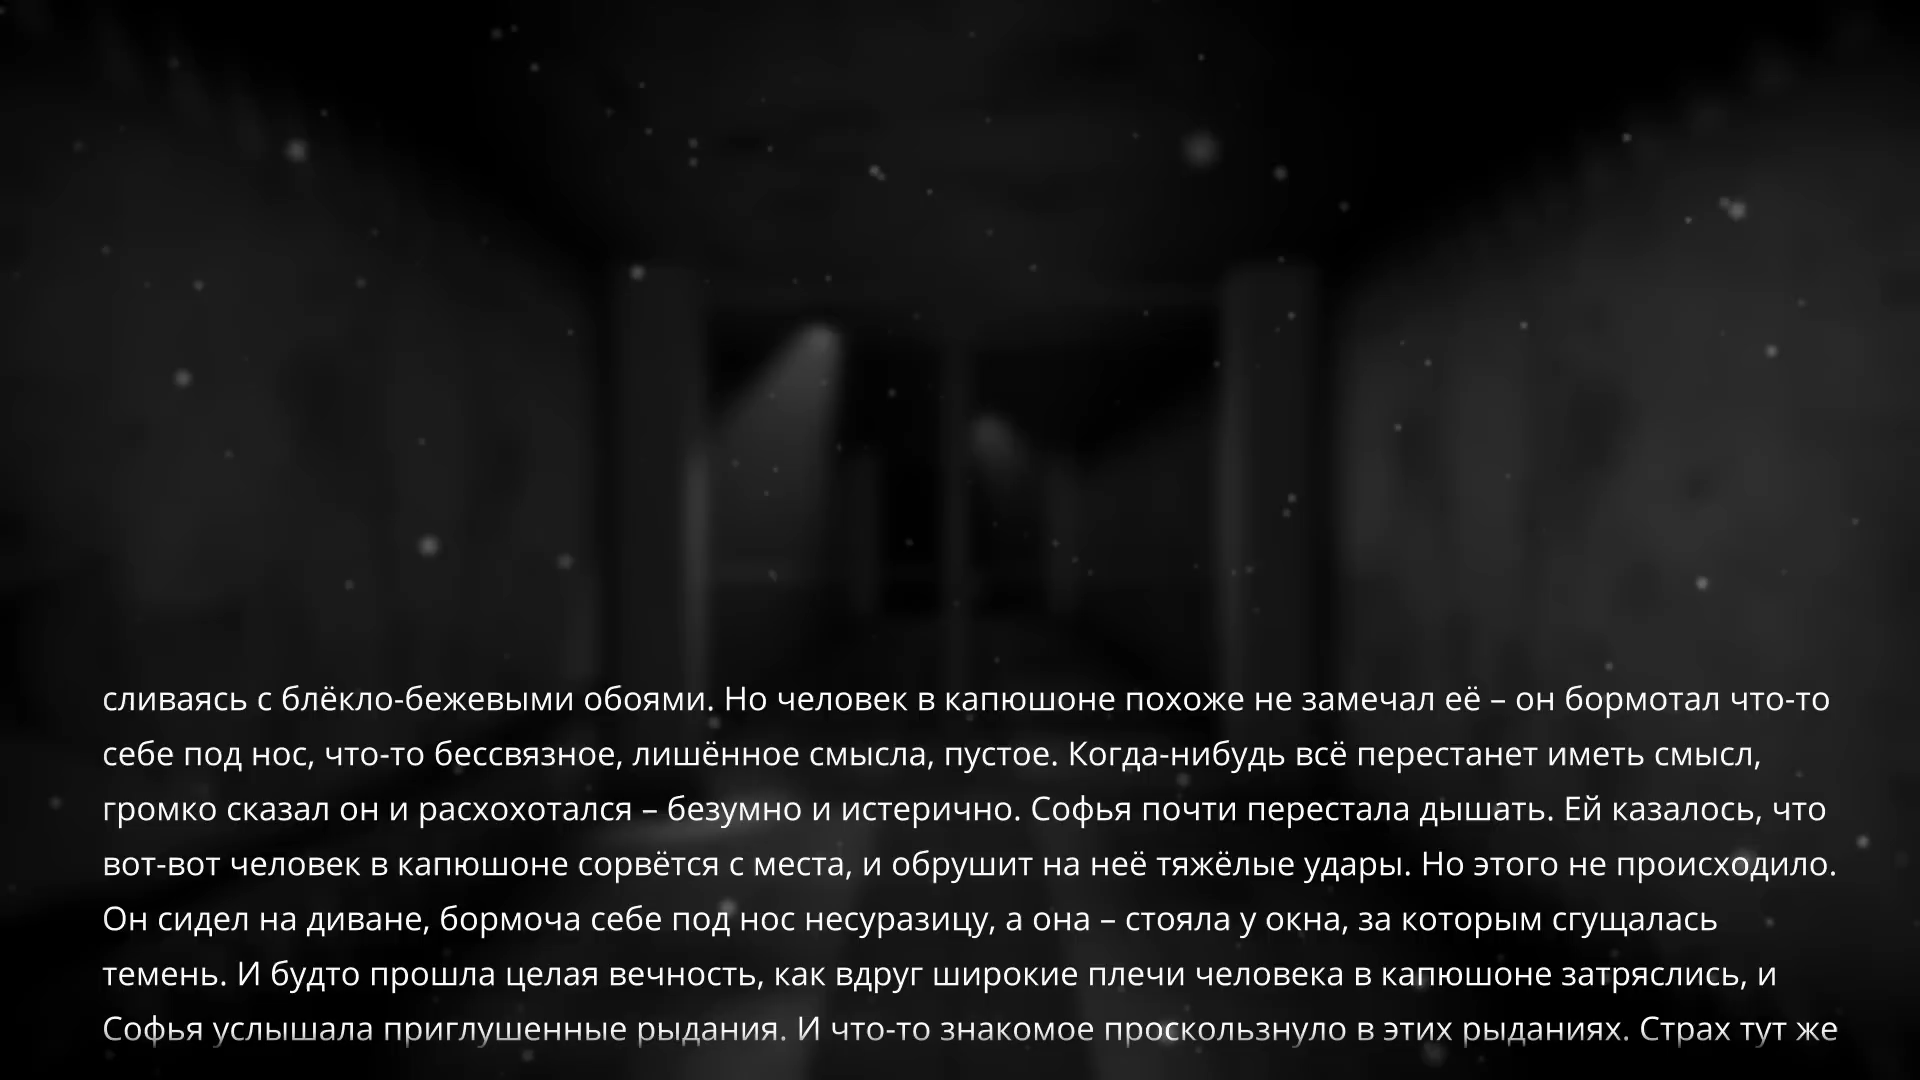 сливаясь с блёкло-бежевыми обоями. Но человек в капюшоне похоже не замечал её – он бормотал что-то
себе под нос, что-то бессвязное, лишённое смысла, пустое. Когда-нибудь всё перестанет иметь смысл,
громко сказал он и расхохотался – безумно и истерично. Софья почти перестала дышать. Ей казалось, что
вот-вот человек в капюшоне сорвётся с места, и обрушит на неё тяжёлые удары. Но этого не происходило.
Он сидел на диване, бормоча себе под нос несуразицу, а она – стояла у окна, за которым сгущалась
темень. И будто прошла целая вечность, как вдруг широкие плечи человека в капюшоне затряслись, и
Софья услышала приглушенные рыдания. И что-то знакомое проскользнуло в этих рыданиях. Страх тут же